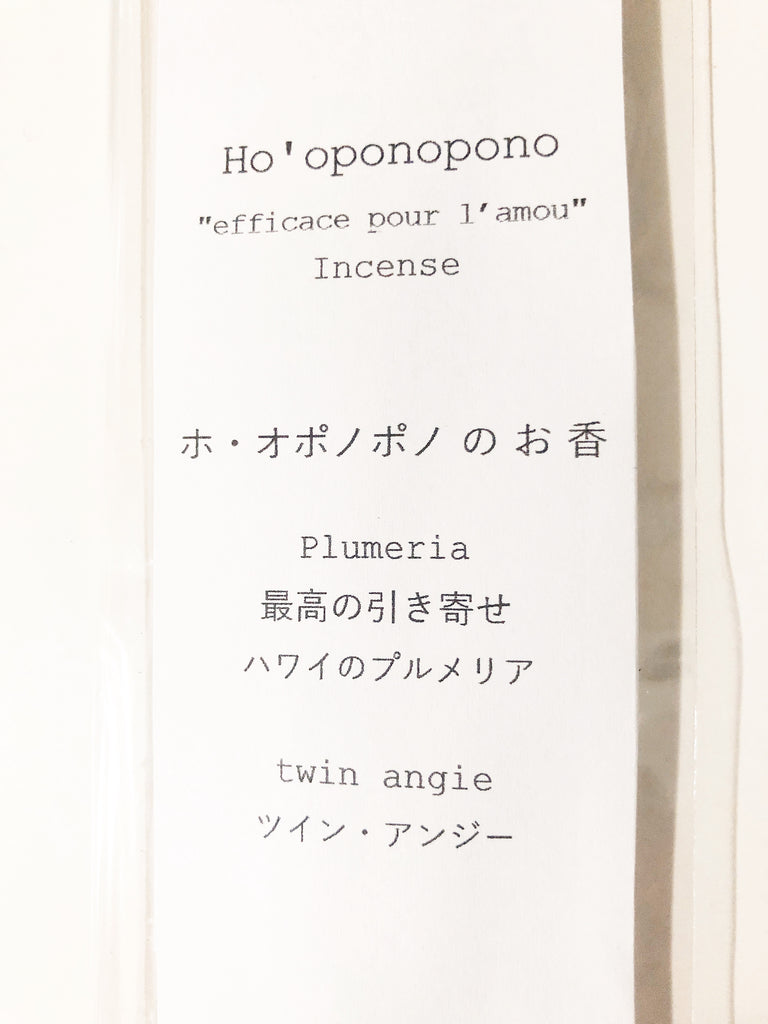 Ho'oponopono
"efficace pour l'amou"
Incense
ホ・オポノポノ の お 香
Plumeria
最高の引き寄せ
ハワイのプルメリア
twin angie
ツイン・アンジー